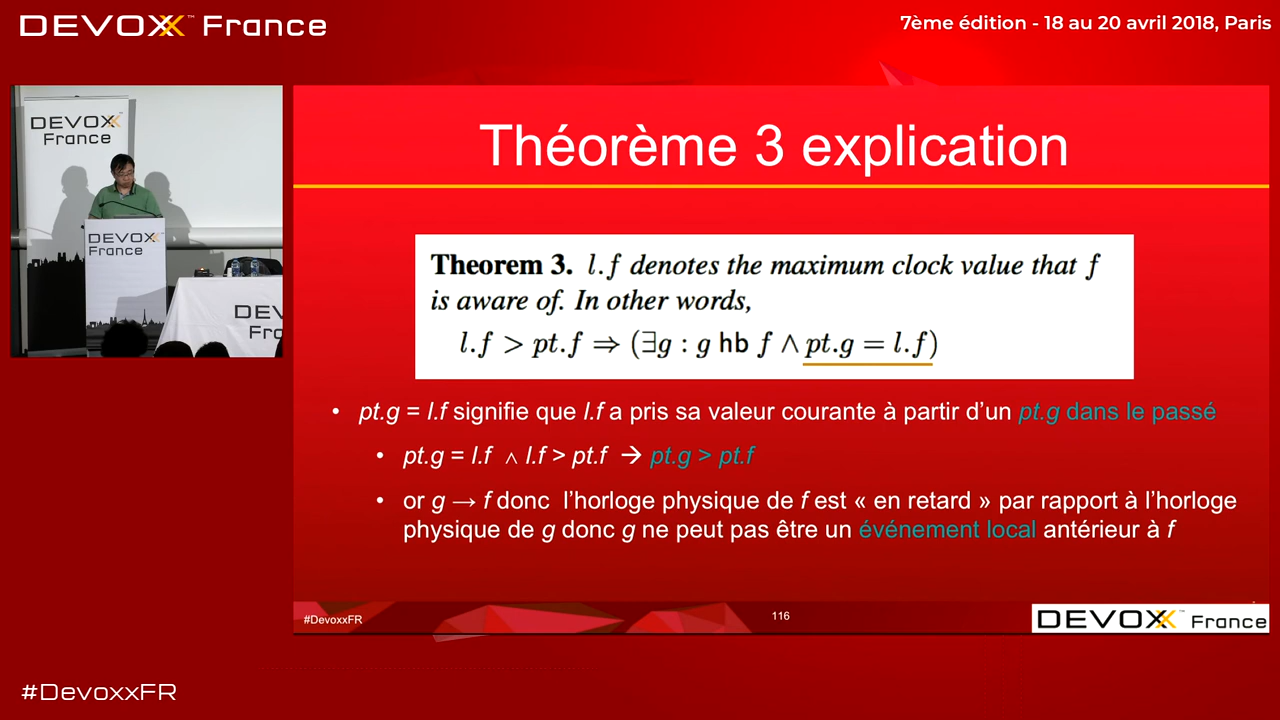 DEVOXX™ France
7ème édition - 18 au 20 avril 2018, Paris
DEVOXX
France
DEVOXX
France
DEV
Fra
Théorème 3 explication
Theorem 3. l.f denotes the maximum clock value that f
is aware of. In other words,
l.f > pt.f ⇒ (∃g : g hb f ∧ pt.g = l.f)
• pt.g = l.f signifie que l.f a pris sa valeur courante à partir d’un pt.g dans le passé
• pt.g = l.f ∧ l.f > pt.f → pt.g > pt.f
• or g → f donc l’horloge physique de f est « en retard » par rapport à l’horloge
physique de g donc g ne peut pas être un événement local antérieur à f
#DevoxxFR
116
DEVOXX™ France
#DevoxxFR